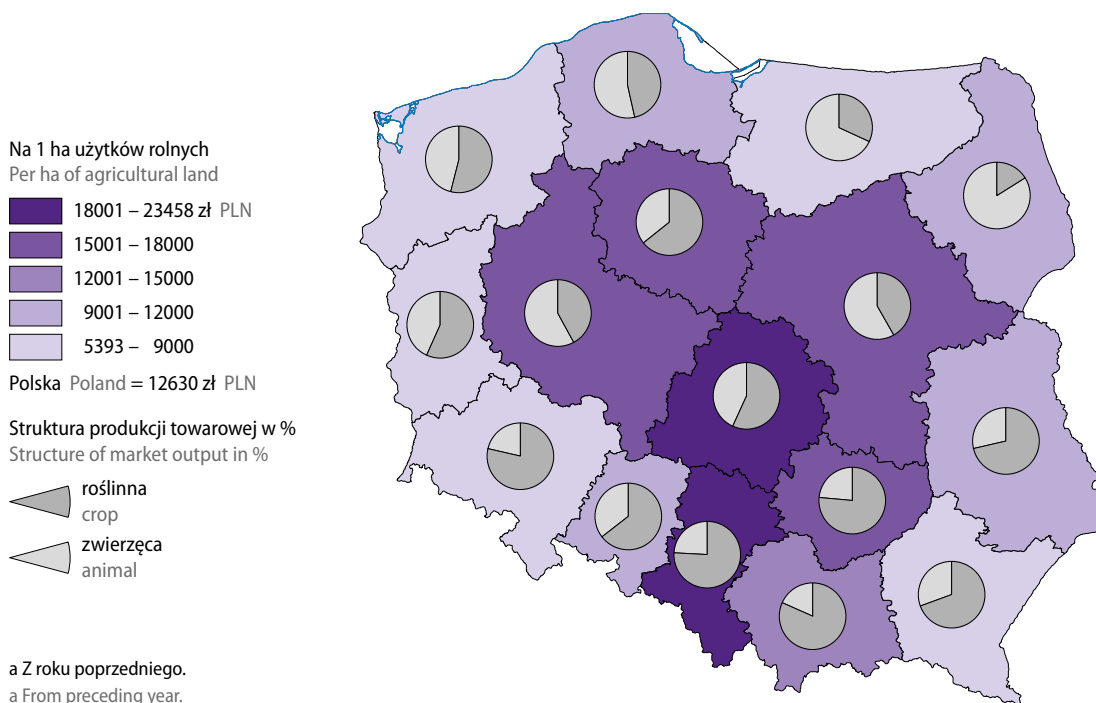 Na 1 ha użytków rolnych
Per ha of agricultural land
18001 – 23458 zł PLN
15001 – 18000
12001 – 15000
9001 – 12000
5393 – 9000
Polska Poland = 12630 zł PLN
Struktura produkcji towarowej w %
Structure of market output in %
roślinna
crop
zwierzęca
animal
a Z roku poprzedniego.
a From preceding year.